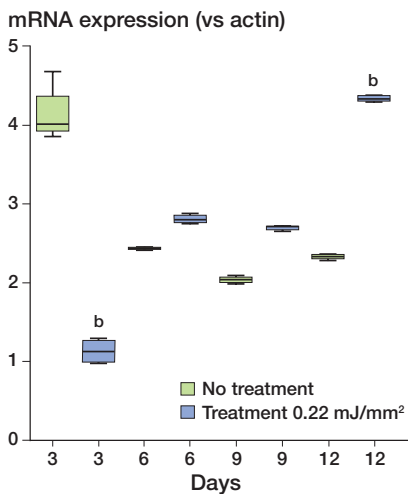 mRNA expression (vs actin)
5
4
3
2
1
0
b
b
No treatment
Treatment 0.22 mJ/mm²
3 3 6 6 9 9 12 12
Days